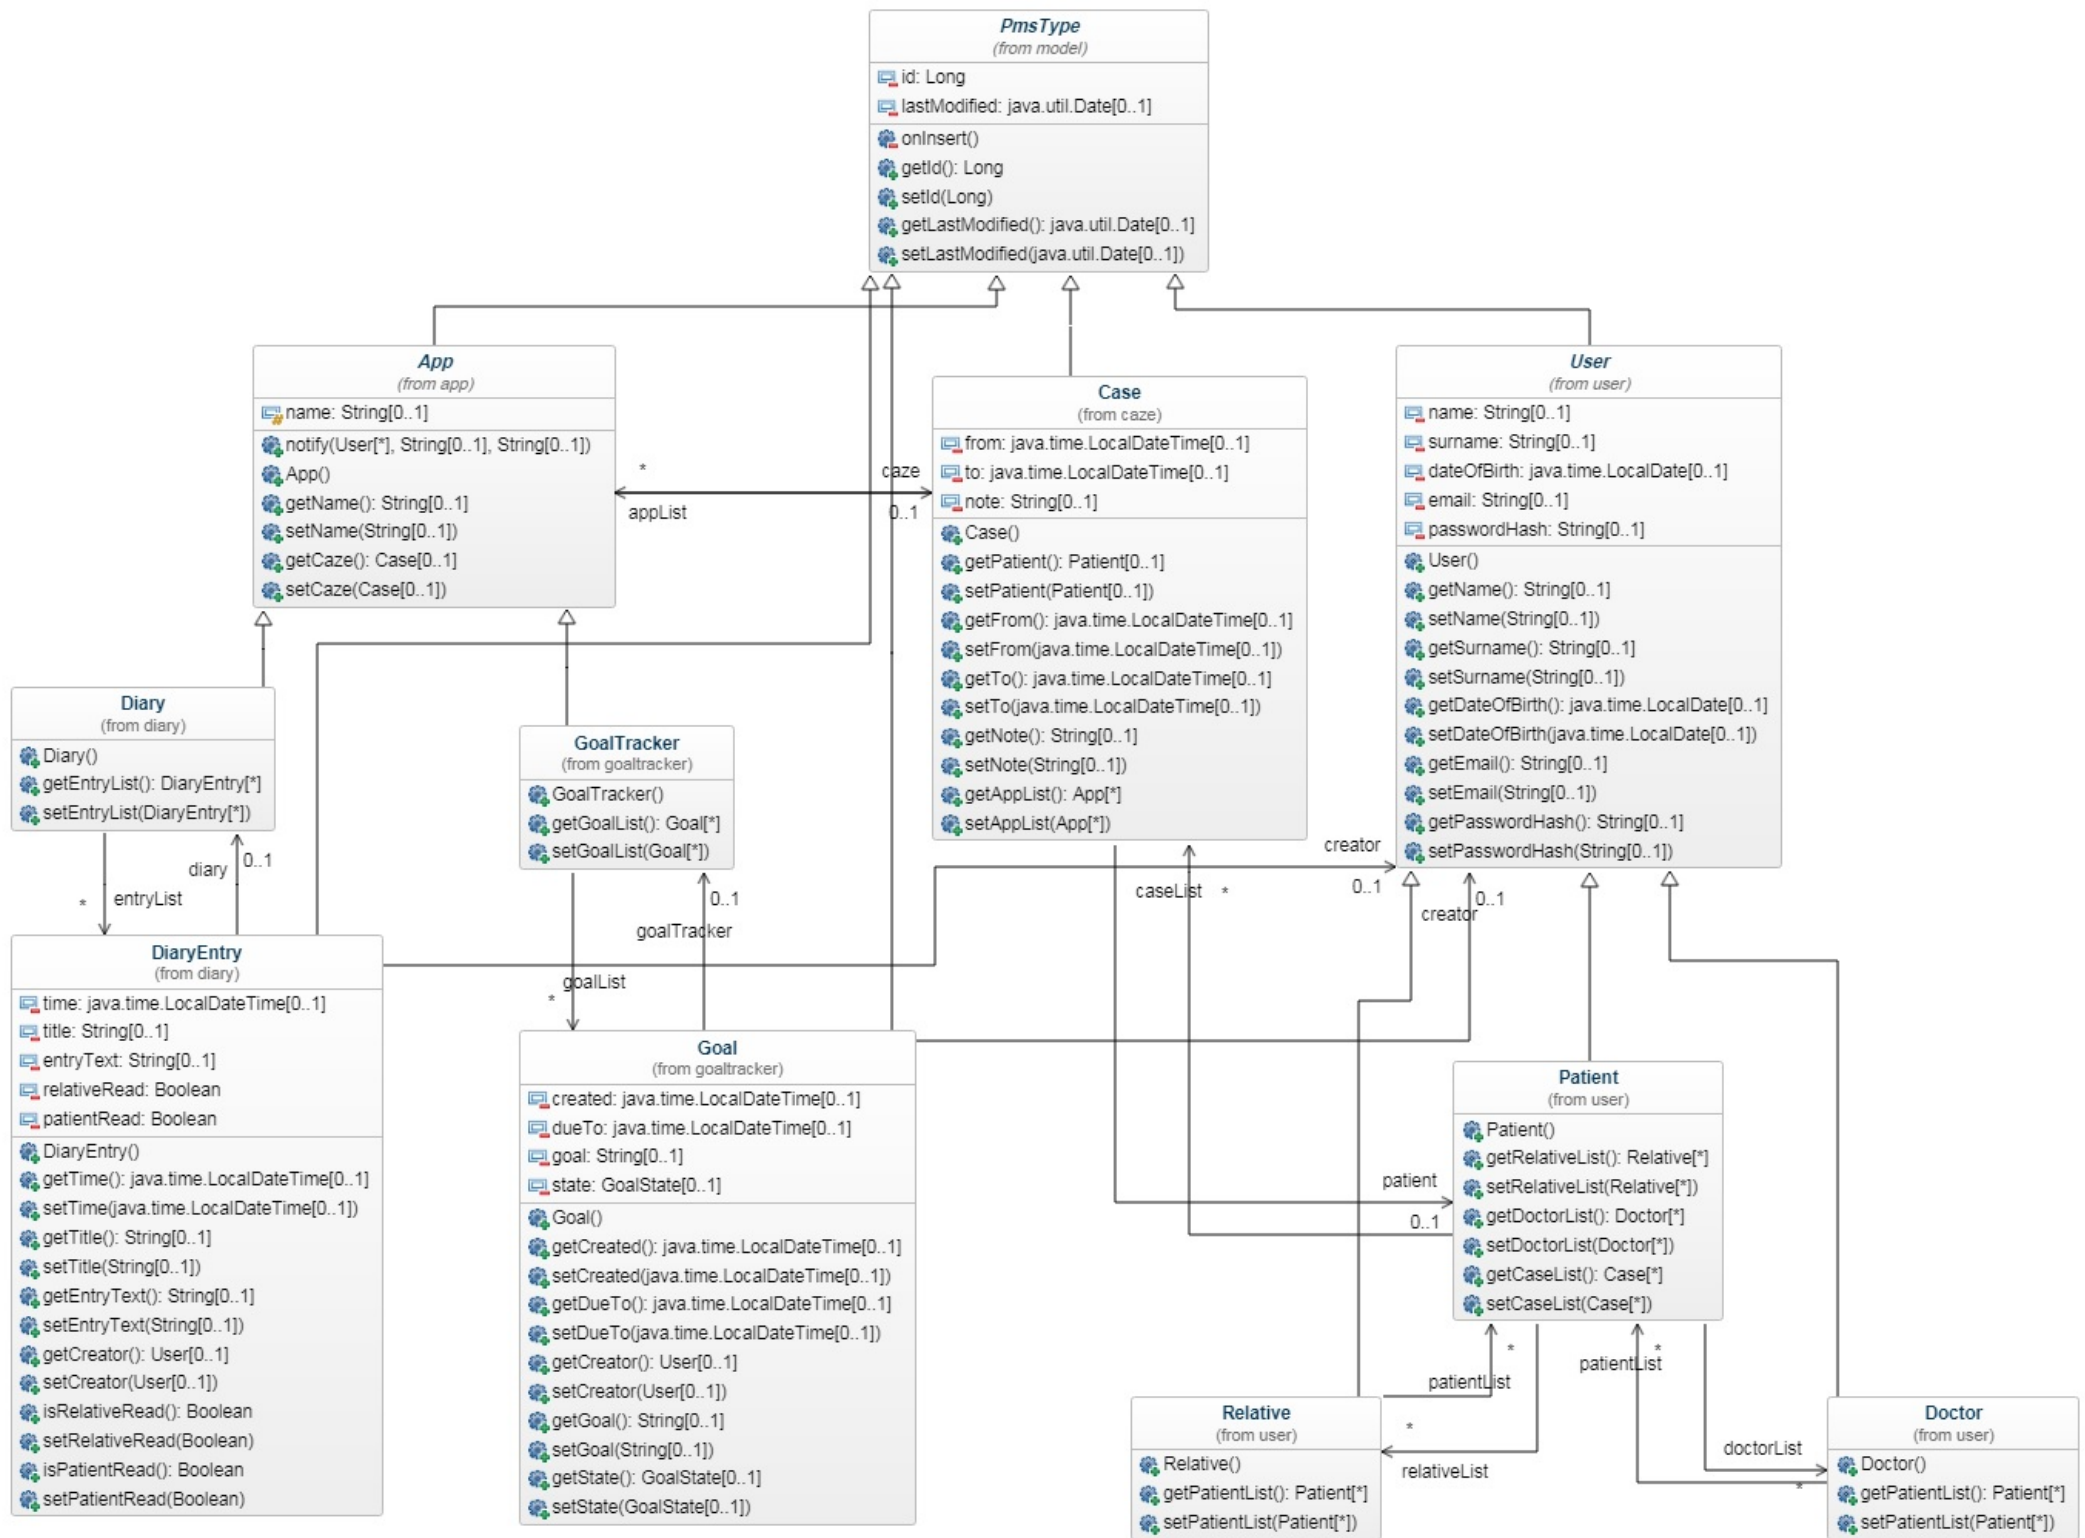 PmsType
(from model)
id: Long
lastModified: java.util.Date[0..1]
onInsert()
getId(): Long
setId(Long)
getLastModified(): java.util.Date[0..1]
setLastModified(java.util.Date[0..1])
App
(from app)
name: String[0..1]
notify(User[*], String[0..1], String[0..1])
App()
getName(): String[0..1]
setName(String[0..1])
getCaze(): Case[0..1]
setCaze(Case[0..1])
*
appList
caze
0..1
Case
(from caze)
from: java.time.LocalDateTime[0..1]
to: java.time.LocalDateTime[0..1]
note: String[0..1]
Case()
getPatient(): Patient[0..1]
setPatient(Patient[0..1])
getFrom(): java.time.LocalDateTime[0..1]
setFrom(java.time.LocalDateTime[0..1])
getTo(): java.time.LocalDateTime[0..1]
setTo(java.time.LocalDateTime[0..1])
getNote(): String[0..1]
setNote(String[0..1])
getAppList(): App[*]
setAppList(App[*])
User
(from user)
name: String[0..1]
surname: String[0..1]
dateOfBirth: java.time.LocalDate[0..1]
email: String[0..1]
passwordHash: String[0..1]
User()
getName(): String[0..1]
setName(String[0..1])
getSurname(): String[0..1]
setSurname(String[0..1])
getDateOfBirth(): java.time.LocalDate[0..1]
setDateOfBirth(java.time.LocalDate[0..1])
getEmail(): String[0..1]
setEmail(String[0..1])
getPasswordHash(): String[0..1]
setPasswordHash(String[0..1])
Diary
(from diary)
Diary()
getEntryList(): DiaryEntry[*]
setEntryList(DiaryEntry[*])
diary
0..1
*
entryList
GoalTracker
(from goaltracker)
GoalTracker()
getGoalList(): Goal[*]
setGoalList(Goal[*])
0..1
goalTracker
goalList
*
creator
0..1
caseList
*
creator
0..1
DiaryEntry
(from diary)
time: java.time.LocalDateTime[0..1]
title: String[0..1]
entryText: String[0..1]
relativeRead: Boolean
patientRead: Boolean
DiaryEntry()
getTime(): java.time.LocalDateTime[0..1]
setTime(java.time.LocalDateTime[0..1])
getTitle(): String[0..1]
setTitle(String[0..1])
getEntryText(): String[0..1]
setEntryText(String[0..1])
getCreator(): User[0..1]
setCreator(User[0..1])
isRelativeRead(): Boolean
setRelativeRead(Boolean)
isPatientRead(): Boolean
setPatientRead(Boolean)
Goal
(from goaltracker)
created: java.time.LocalDateTime[0..1]
dueTo: java.time.LocalDateTime[0..1]
goal: String[0..1]
state: GoalState[0..1]
Goal()
getCreated(): java.time.LocalDateTime[0..1]
setCreated(java.time.LocalDateTime[0..1])
getDueTo(): java.time.LocalDateTime[0..1]
setDueTo(java.time.LocalDateTime[0..1])
getCreator(): User[0..1]
setCreator(User[0..1])
getGoal(): String[0..1]
setGoal(String[0..1])
getState(): GoalState[0..1]
setState(GoalState[0..1])
patient
0..1
Patient
(from user)
Patient()
getRelativeList(): Relative[*]
setRelativeList(Relative[*])
getDoctorList(): Doctor[*]
setDoctorList(Doctor[*])
getCaseList(): Case[*]
setCaseList(Case[*])
*
patientList
*
patientList
*
relativeList
doctorList
*
Relative
(from user)
Relative()
getPatientList(): Patient[*]
setPatientList(Patient[*])
Doctor
(from user)
Doctor()
getPatientList(): Patient[*]
setPatientList(Patient[*])